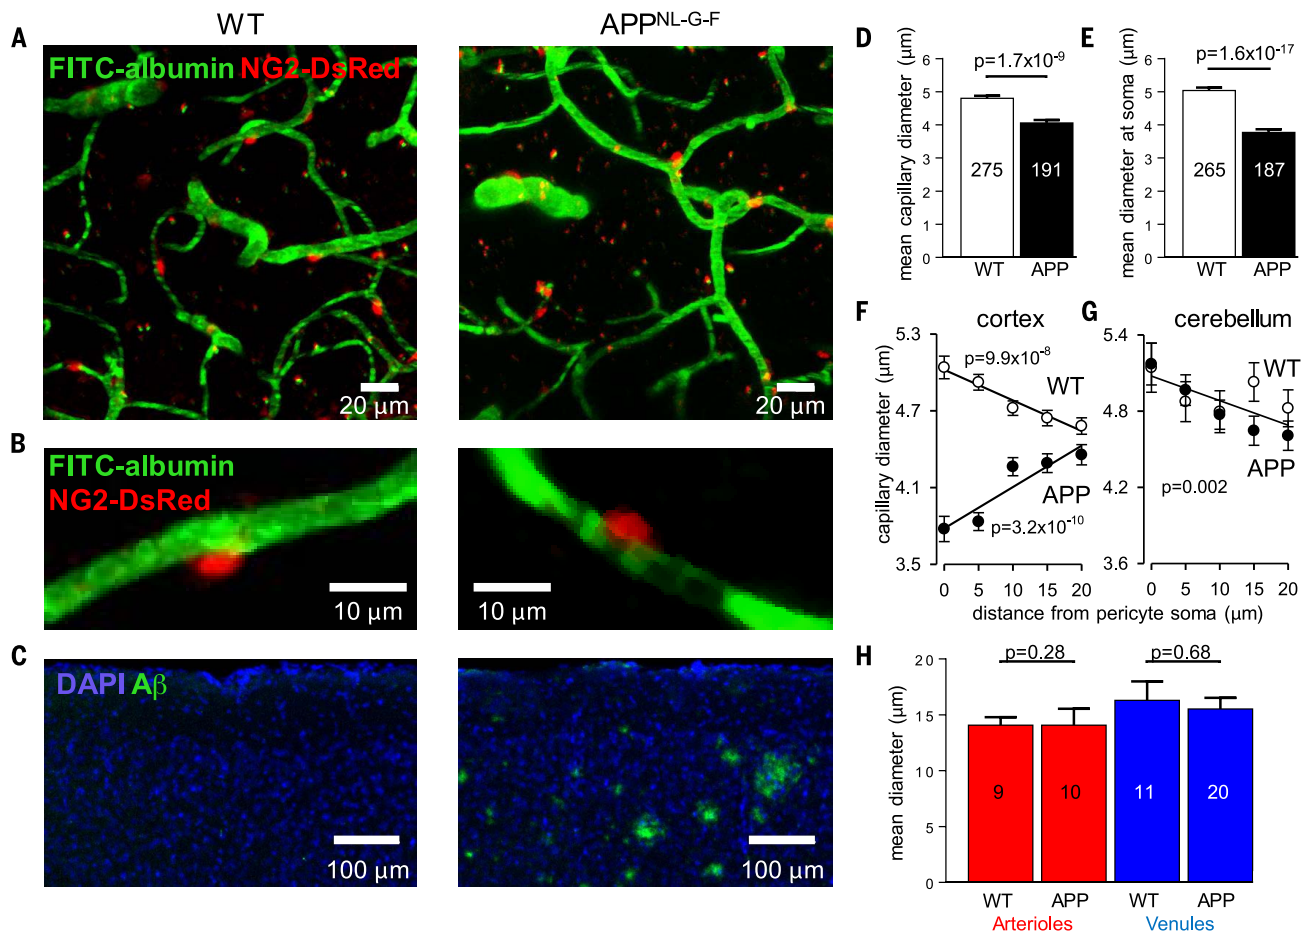 WT
APP^NL-G-F
A
FITC-albumin NG2-DsRed
20 µm
20 µm
B
FITC-albumin
NG2-DsRed
10 µm
10 µm
C
DAPI Aβ
100 µm
100 µm
D
mean capillary diameter (µm)
6
5
4
3
2
1
0
p=1.7x10^-9
275
191
WT
APP
E
mean diameter at soma (µm)
6
5
4
3
2
1
0
p=1.6x10^-17
265
187
WT
APP
F
cortex
capillary diameter (µm)
5.3
4.7
4.1
3.5
p=9.9x10^-8
WT
APP
p=3.2x10^-10
0 5 10 15 20
G
cerebellum
5.4
4.8
4.2
3.6
WT
APP
p=0.002
0 5 10 15 20
distance from pericyte soma (µm)
H
mean diameter (µm)
20
15
10
5
0
p=0.28
p=0.68
9
10
11
20
WT
APP
WT
APP
Arterioles
Venules